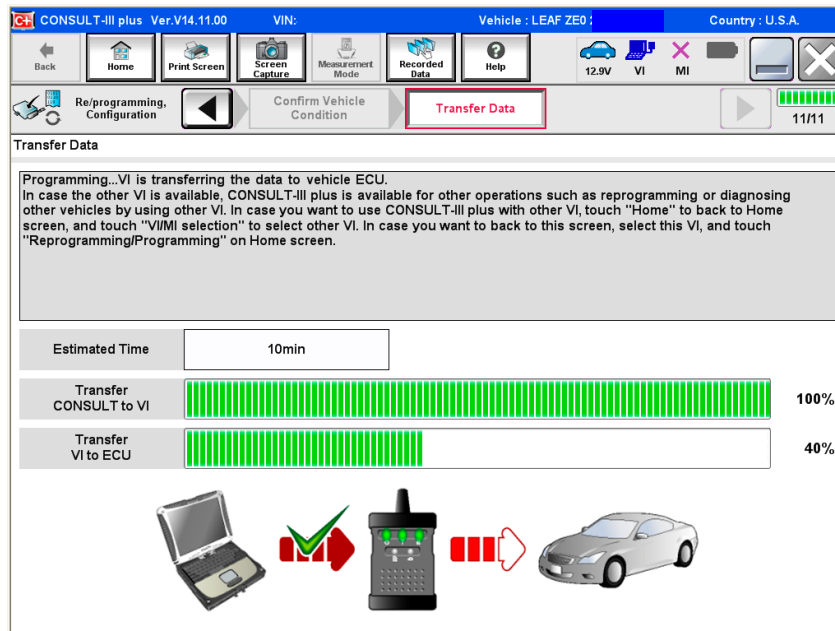 CONSULT-III plus Ver.V14.11.00 VIN: Vehicle : LEAF ZE0 Country : U.S.A.
Back
Home
Print Screen
Screen
Capture
Measurement
Mode
Recorded
Data
Help
12.9V
VI
MI
Re/programming,
Configuration
Confirm Vehicle
Condition
Transfer Data
11/11
Transfer Data
Programming...VI is transferring the data to vehicle ECU.
In case the other VI is available, CONSULT-III plus is available for other operations such as reprogramming or diagnosing
other vehicles by using other VI. In case you want to use CONSULT-III plus with other VI, touch "Home" to back to Home
screen, and touch "VI/MI selection" to select other VI. In case you want to back to this screen, select this VI, and touch
"Reprogramming/Programming" on Home screen.
Estimated Time
10min
Transfer
CONSULT to VI
100%
Transfer
VI to ECU
40%